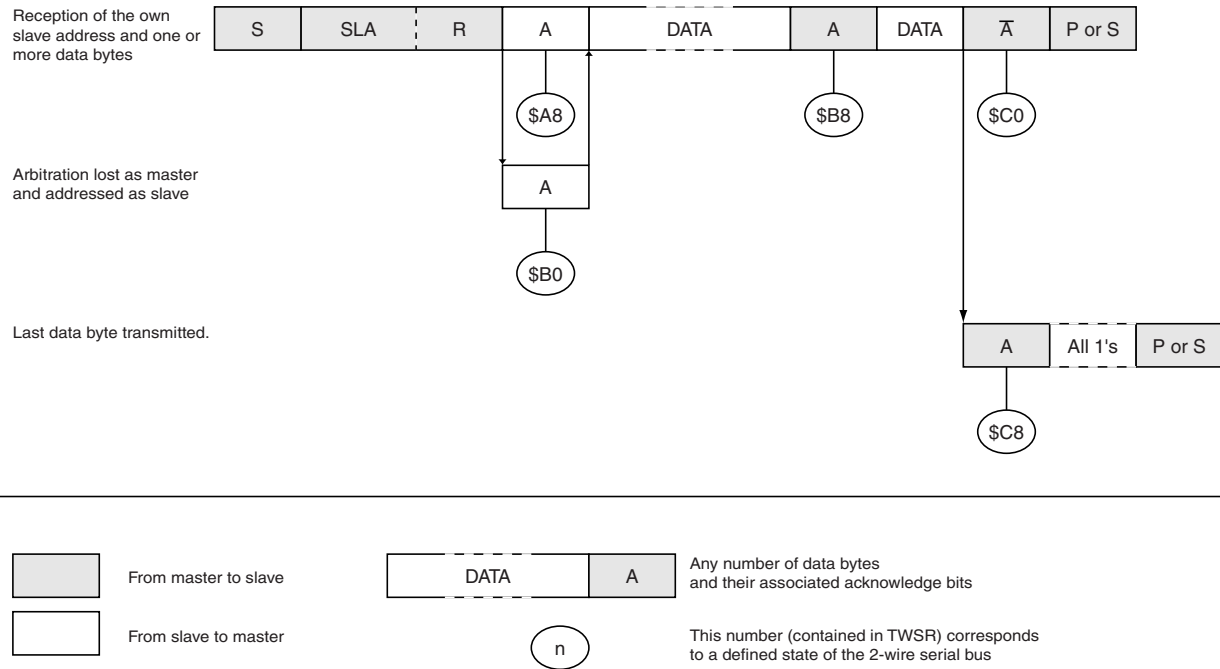 Reception of the own
slave address and one or
more data bytes
S SLA R A DATA A DATA A̅ P or S
$A8 $B8 $C0
Arbitration lost as master
and addressed as slave
A
$B0
Last data byte transmitted.
A All 1's P or S
$C8
From master to slave
DATA A
Any number of data bytes
and their associated acknowledge bits
From slave to master
n
This number (contained in TWSR) corresponds
to a defined state of the 2-wire serial bus